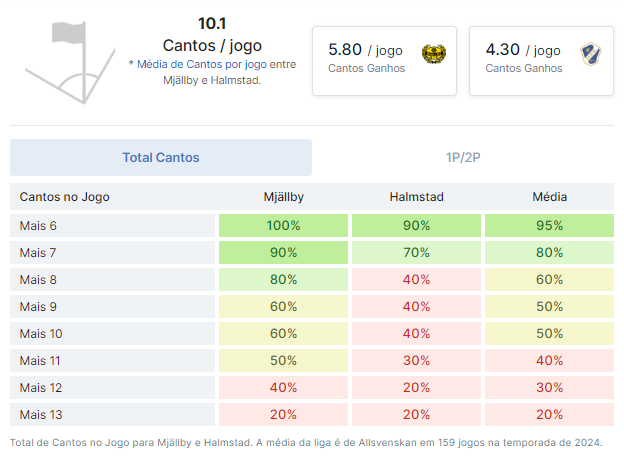 10.1
Cantos / jogo
* Média de Cantos por jogo entre
Mjällby e Halmstad.
5.80 / jogo
Cantos Ganhos
4.30 / jogo
Cantos Ganhos
Total Cantos 1P/2P
Cantos no Jogo Mjällby Halmstad Média
Mais 6 100% 90% 95%
Mais 7 90% 70% 80%
Mais 8 80% 40% 60%
Mais 9 60% 40% 50%
Mais 10 60% 40% 50%
Mais 11 50% 30% 40%
Mais 12 40% 20% 30%
Mais 13 20% 20% 20%
Total de Cantos no Jogo para Mjällby e Halmstad. A média da liga é de Allsvenskan em 159 jogos na temporada de 2024.